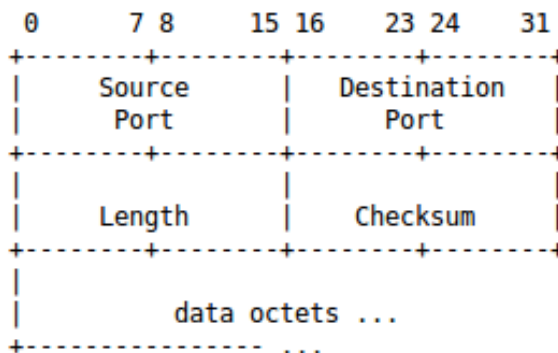 0 7 8 15 16 23 24 31
Source Destination
Port Port
Length Checksum
data octets ...
...